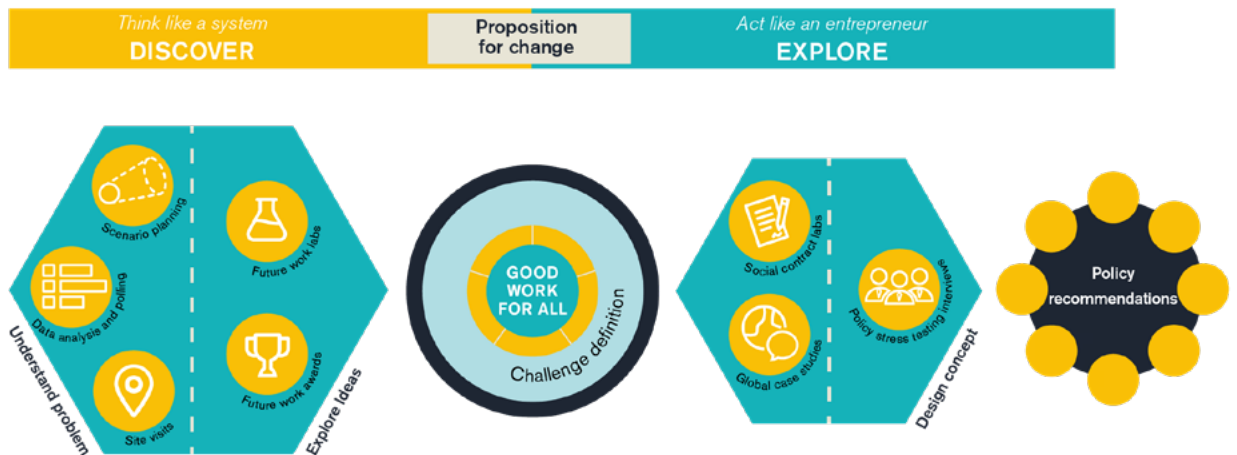 Think like a system
DISCOVER
Proposition
for change
Act like an entrepreneur
EXPLORE
Scenario planning
Data analysis and polling
Site visits
Understand problem
Future work labs
Future work awards
Explore Ideas
GOOD
WORK
FOR ALL
Challenge definition
Social contract labs
Global case studies
Policy stress testing interviews
Design concept
Policy
recommendations